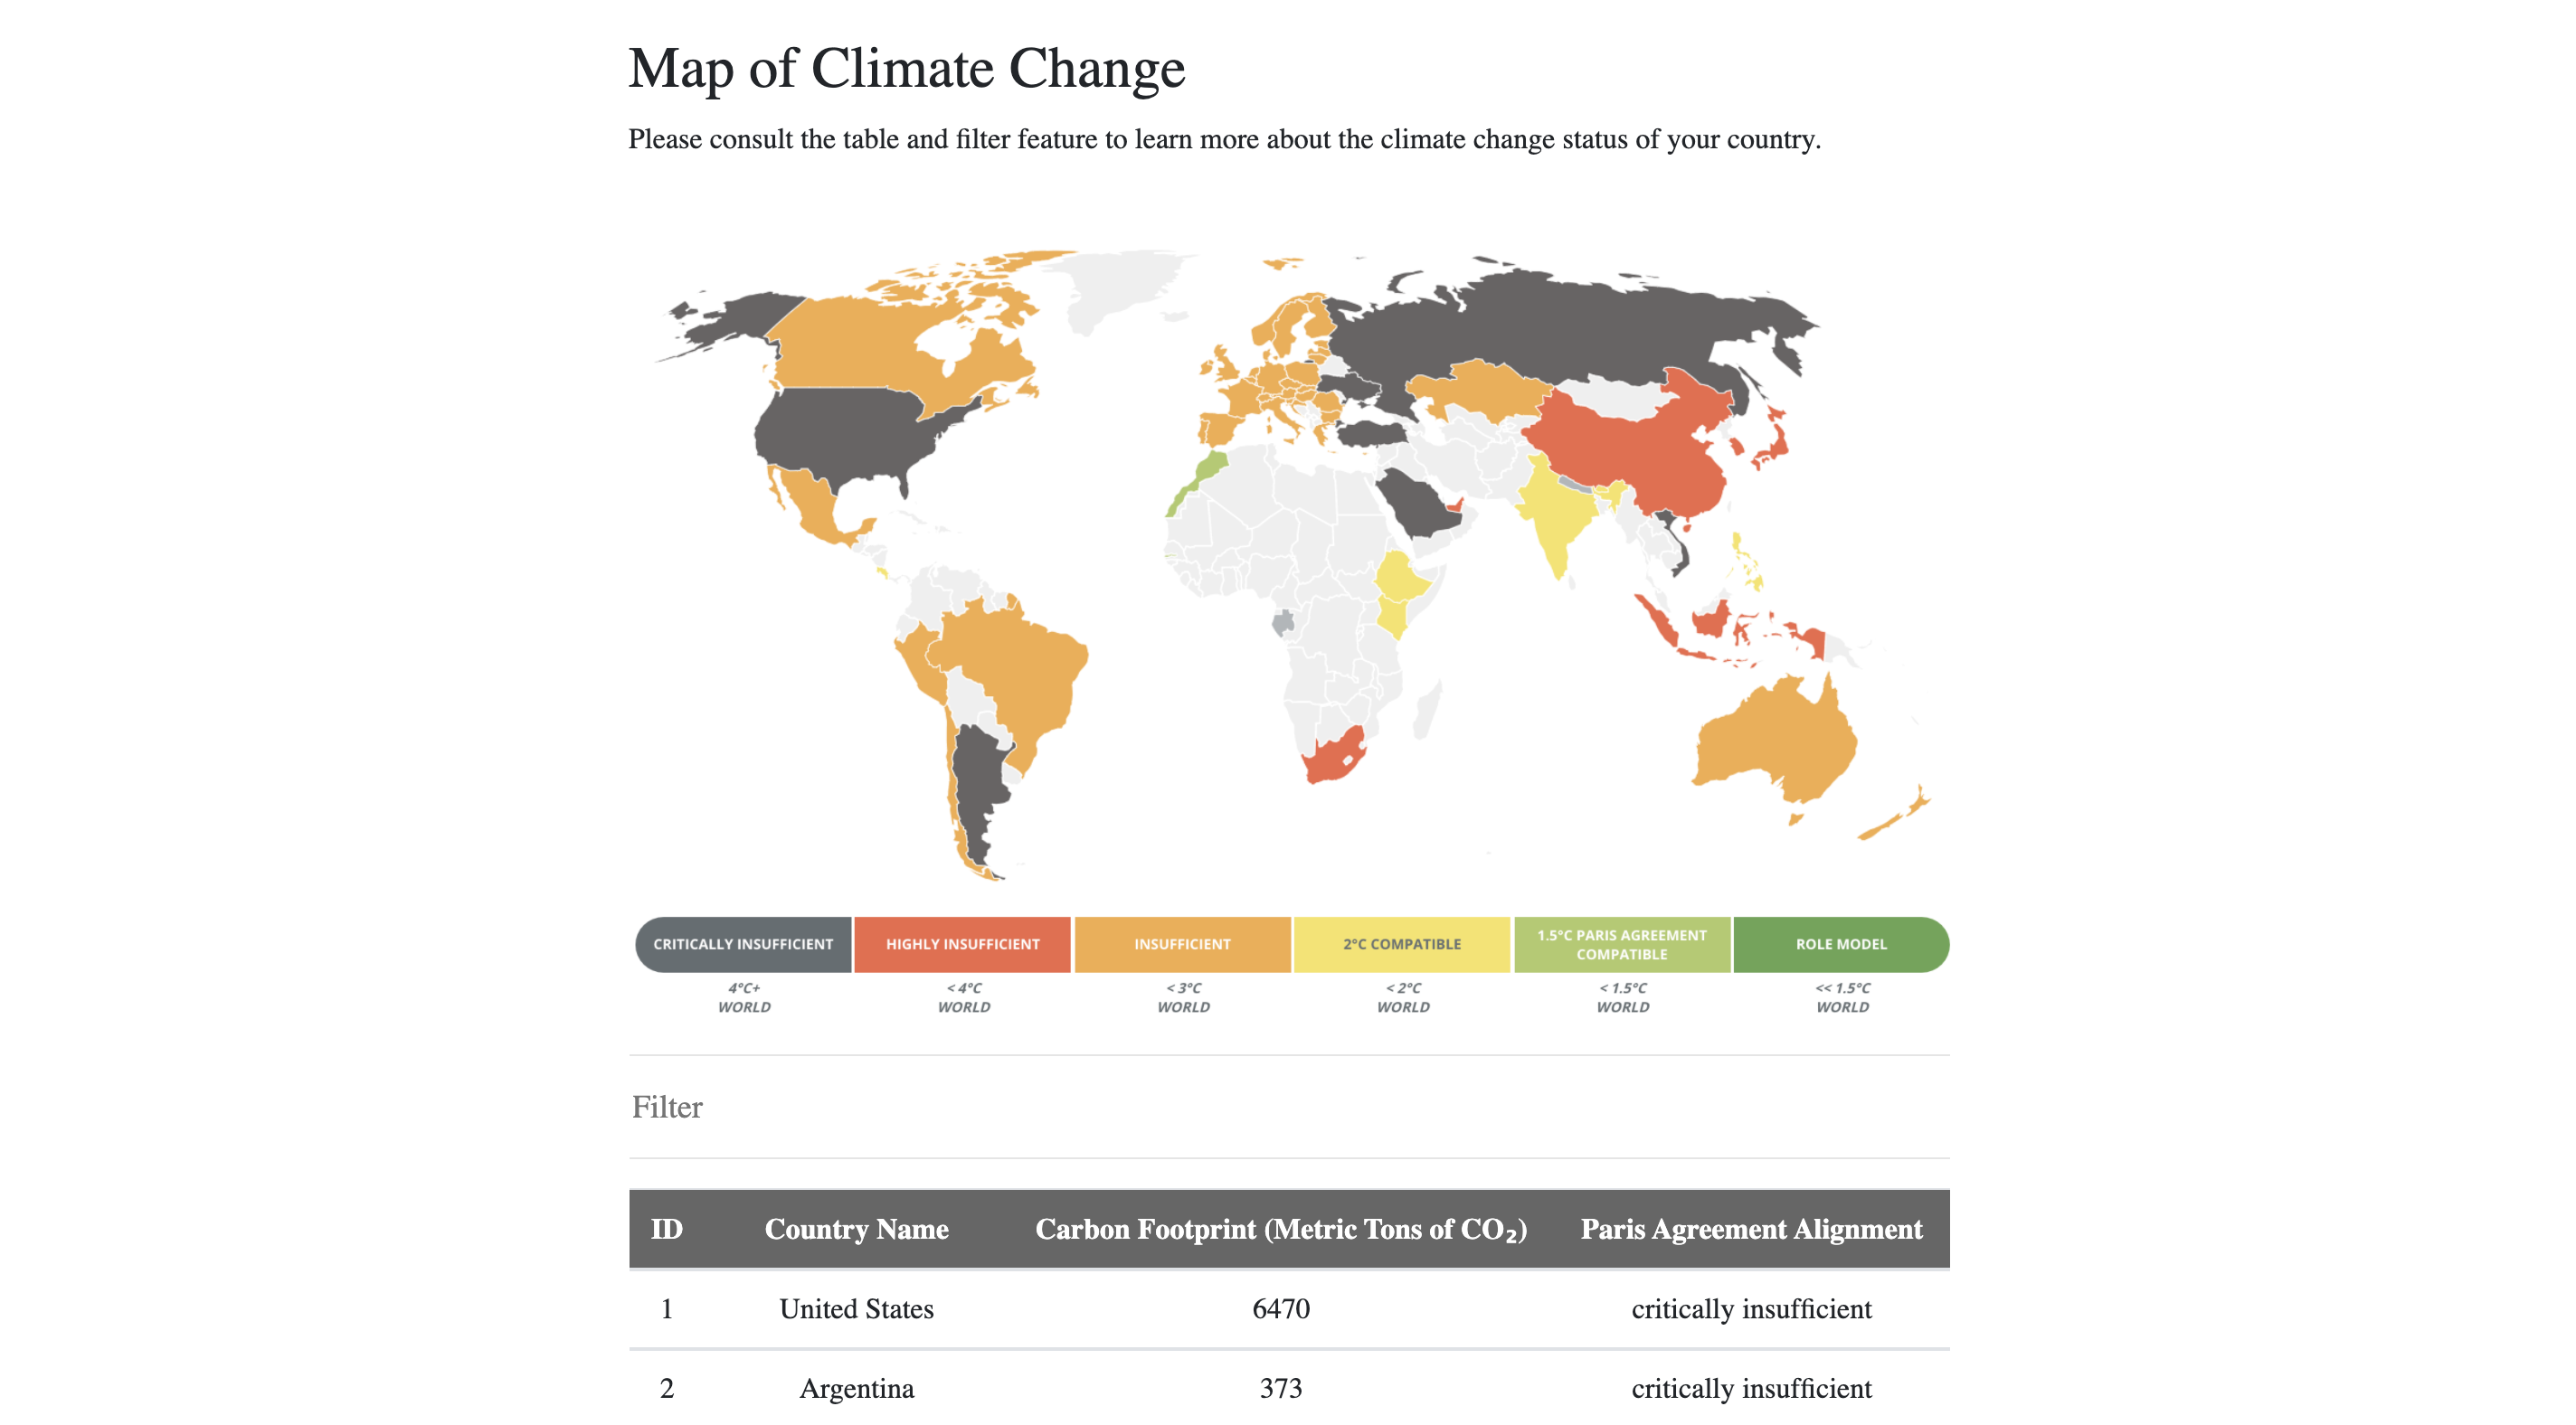 Map of Climate Change
Please consult the table and filter feature to learn more about the climate change status of your country.
CRITICALLY INSUFFICIENT
HIGHLY INSUFFICIENT
INSUFFICIENT
2°C COMPATIBLE
1.5°C PARIS AGREEMENT
COMPATIBLE
ROLE MODEL
4°C+
WORLD
< 4°C
WORLD
< 3°C
WORLD
< 2°C
WORLD
< 1.5°C
WORLD
<< 1.5°C
WORLD
Filter
ID Country Name Carbon Footprint (Metric Tons of CO₂) Paris Agreement Alignment
1 United States 6470 critically insufficient
2 Argentina 373 critically insufficient